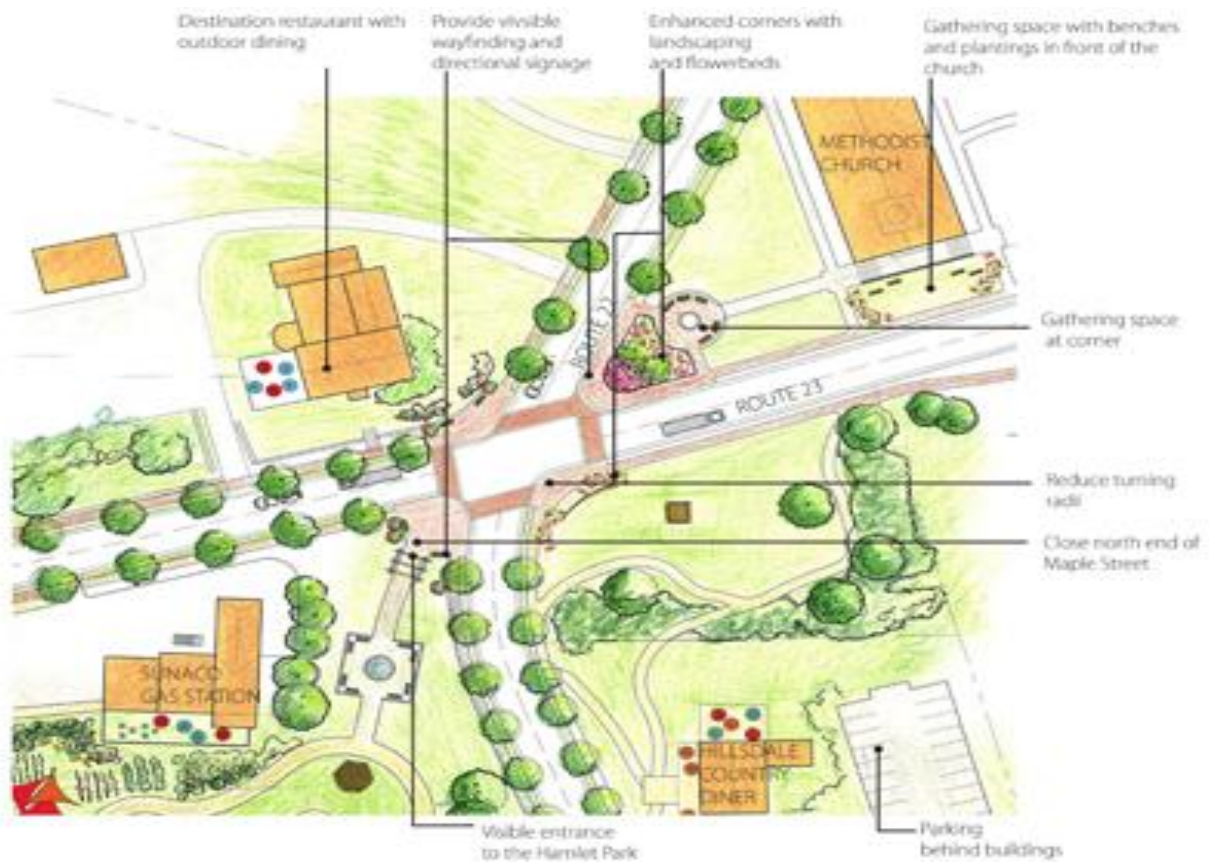 Destination restaurant with
outdoor dining
Provide vivsible
wayfinding and
directional signage
Enhanced corners with
landscaping
and flowerbeds
Gathering space with benches
and plantings in front of the
church
METHODIST
CHURCH
Gathering space
at corner
ROUTE 23
Reduce turning
radii
Close north end of
Maple Street
SUNACO
GAS STATION
HILLSDALE
COUNTRY
DINER
Visible entrance
to the Hamlet Park
Parking
behind buildings